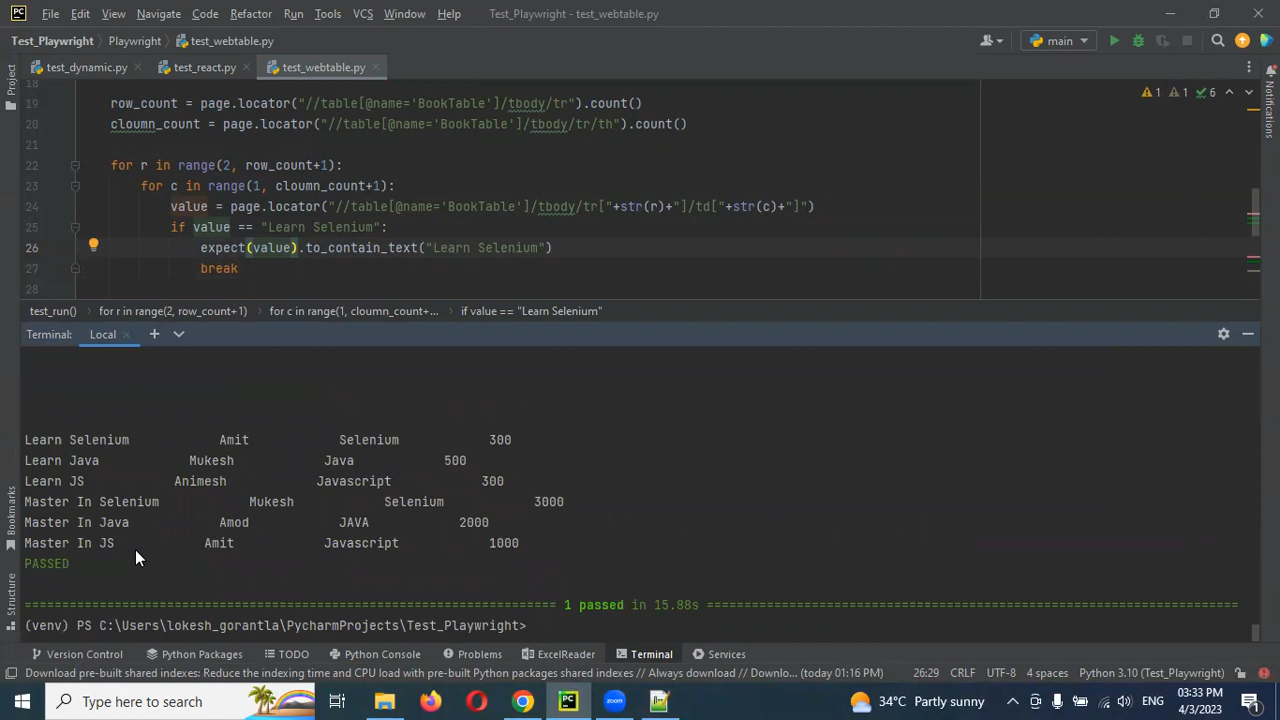 File Edit View Navigate Code Refactor Run Tools VCS Window Help Test_Playwright - test_webtable.py
Test_Playwright Playwright test_webtable.py main
test_dynamic.py test_react.py test_webtable.py
Project
Notifications
1 1 6
18
19 row_count = page.locator("//table[@name='BookTable']/tbody/tr").count()
20 cloumn_count = page.locator("//table[@name='BookTable']/tbody/tr/th").count()
21
22 for r in range(2, row_count+1):
23 for c in range(1, cloumn_count+1):
24 value = page.locator("//table[@name='BookTable']/tbody/tr["+str(r)+"]/td["+str(c)+"]")
25 if value == "Learn Selenium":
26 expect(value).to_contain_text("Learn Selenium")
27 break
28
test_run() for r in range(2, row_count+1) for c in range(1, cloumn_count+... if value == "Learn Selenium"
Terminal: Local
Learn Selenium Amit Selenium 300
Learn Java Mukesh Java 500
Learn JS Animesh Javascript 300
Master In Selenium Mukesh Selenium 3000
Master In Java Amod JAVA 2000
Master In JS Amit Javascript 1000
PASSED
============================== 1 passed in 15.88s ==============================
(venv) PS C:\Users\lokesh_gorantla\PycharmProjects\Test_Playwright>
Bookmarks
Structure
Version Control Python Packages TODO Python Console Problems ExcelReader Terminal Services
Download pre-built shared indexes: Reduce the indexing time and CPU load with pre-built Python packages shared indexes // Always download // Downlo... (today 01:16 PM) 26:29 CRLF UTF-8 4 spaces Python 3.10 (Test_Playwright)
Type here to search 34°C Partly sunny ENG 03:33 PM
4/3/2023